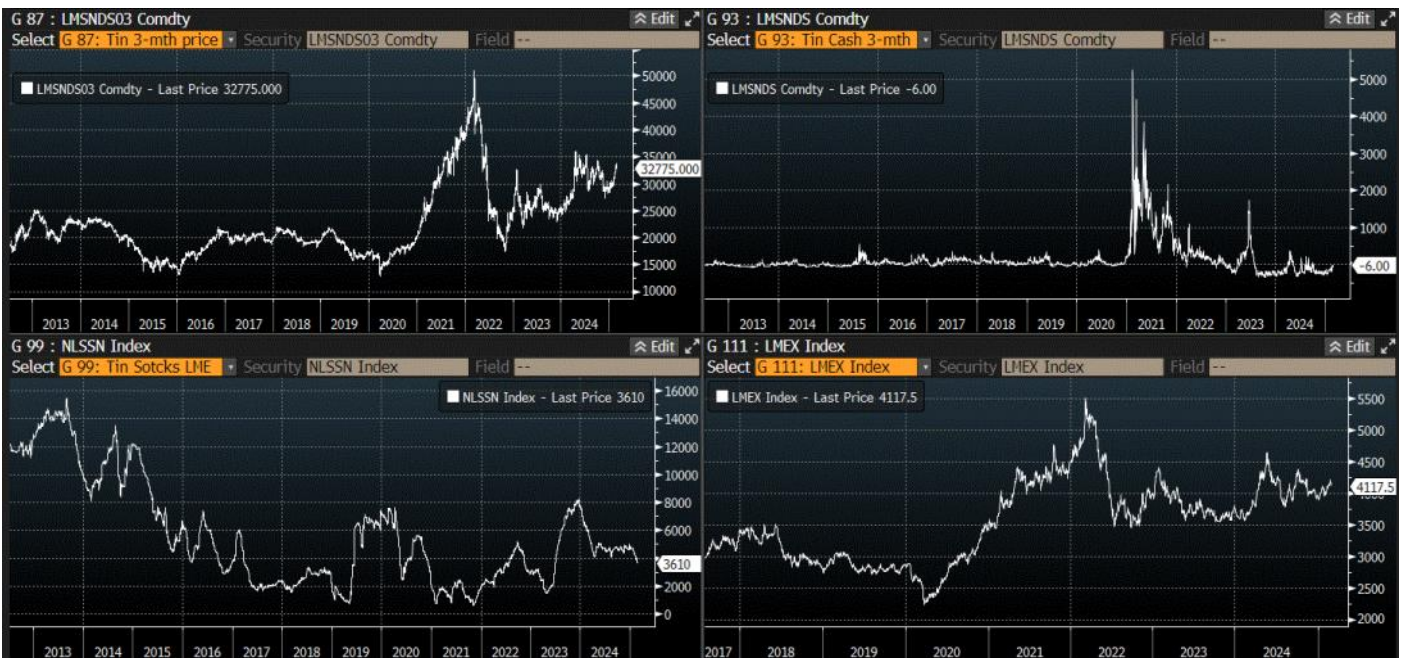 G 87 : LMSNDS03 Comdty
Edit
Select G 87: Tin 3-mth price Security LMSNDS03 Comdty Field --
LMSNDS03 Comdty - Last Price 32775.000
50000
45000
40000
35000
32775.000
30000
25000
20000
15000
10000
2013 2014 2015 2016 2017 2018 2019 2020 2021 2022 2023 2024
G 93 : LMSNDS Comdty
Edit
Select G 93: Tin Cash 3-mth Security LMSNDS Comdty Field --
LMSNDS Comdty - Last Price -6.00
5000
4000
3000
2000
1000
-6.00
2013 2014 2015 2016 2017 2018 2019 2020 2021 2022 2023 2024
G 99 : NLSSN Index
Edit
Select G 99: Tin Sotcks LME Security NLSSN Index Field --
NLSSN Index - Last Price 3610
16000
14000
12000
10000
8000
6000
3610
2000
0
2013 2014 2015 2016 2017 2018 2019 2020 2021 2022 2023 2024
G 111 : LMEX Index
Edit
Select G 111: LMEX Index Security LMEX Index Field --
LMEX Index - Last Price 4117.5
5500
5000
4500
4117.5
4000
3500
3000
2500
2000
2017 2018 2019 2020 2021 2022 2023 2024